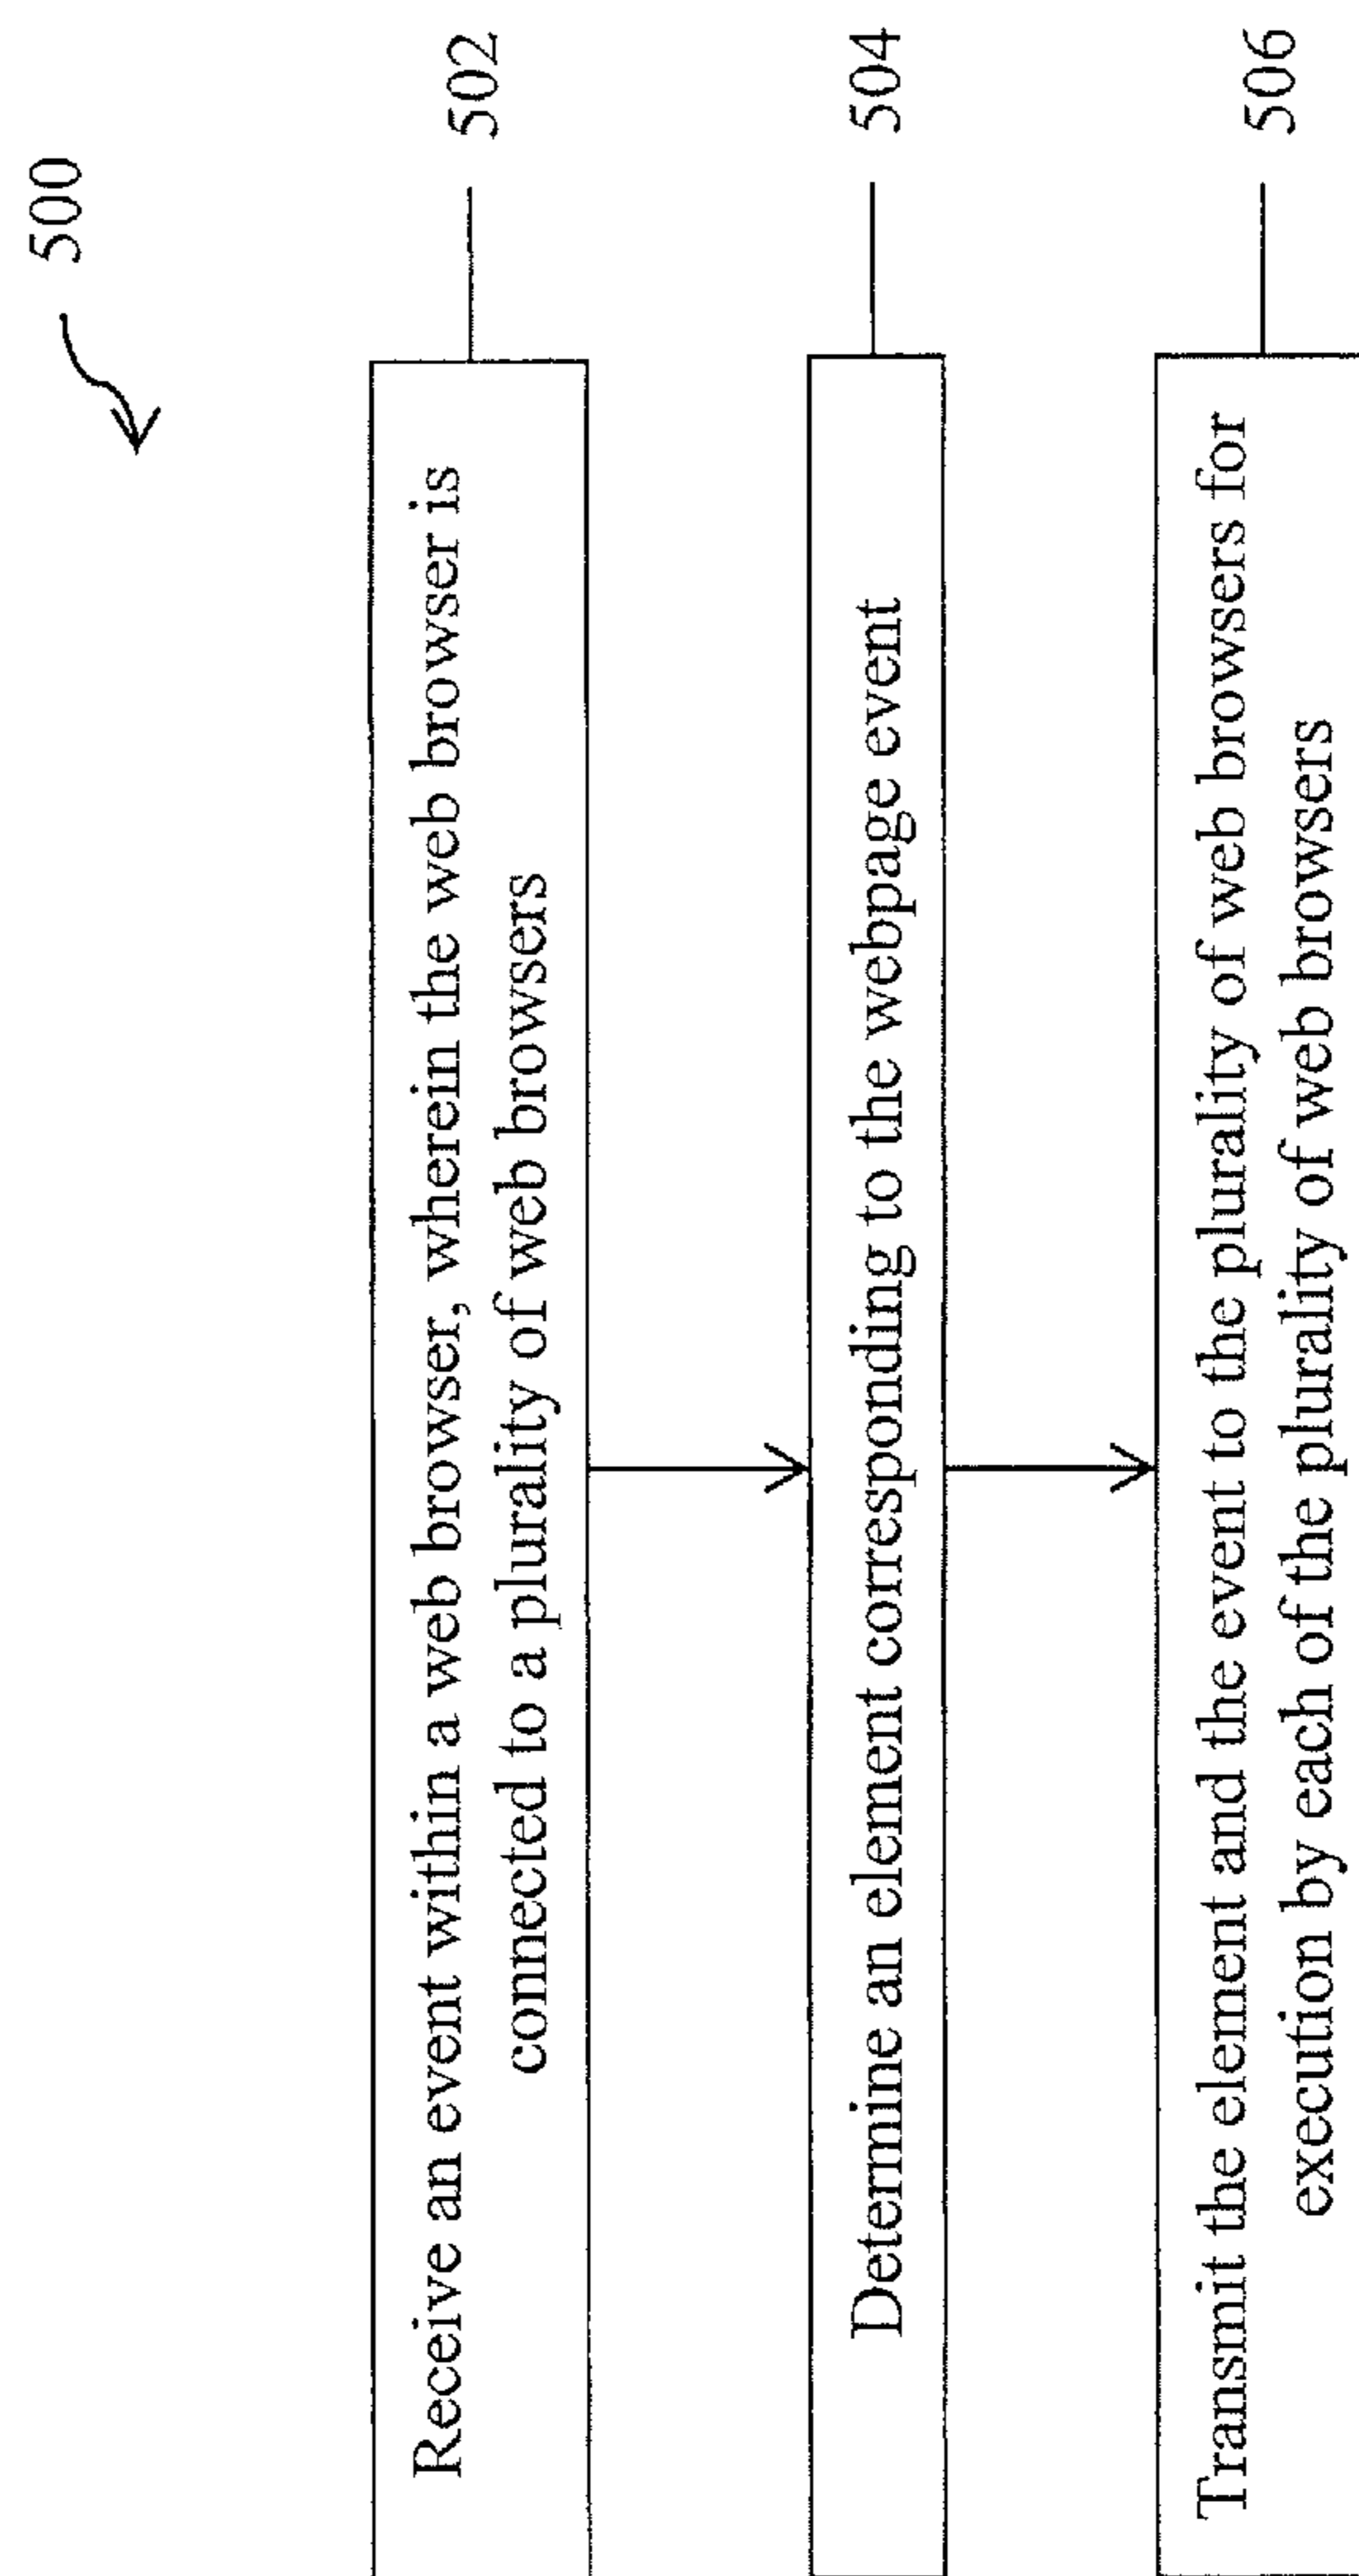 500
Receive an event within a web browser, wherein the web browser is
connected to a plurality of web browsers
502
Determine an element corresponding to the webpage event
504
Transmit the element and the event to the plurality of web browsers for
execution by each of the plurality of web browsers
506